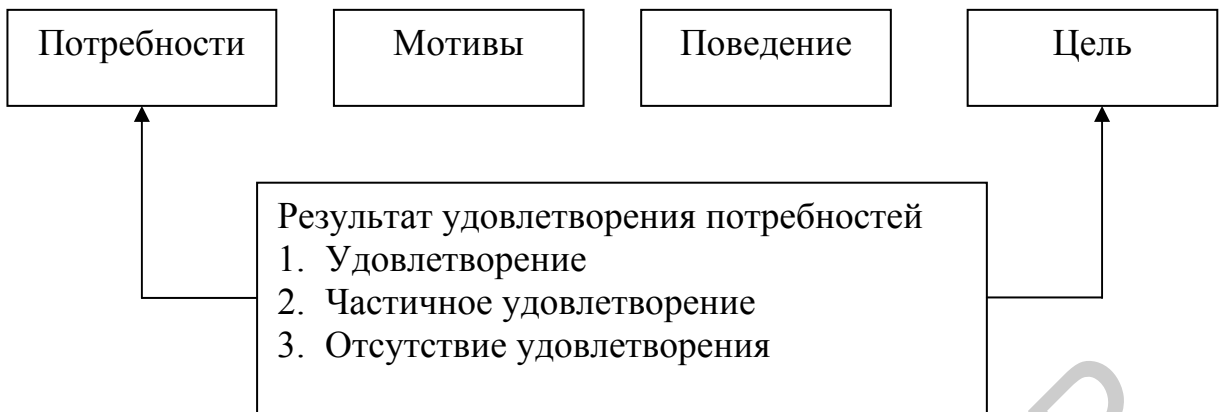 Потребности Мотивы Поведение Цель
Результат удовлетворения потребностей
1. Удовлетворение
2. Частичное удовлетворение
3. Отсутствие удовлетворения